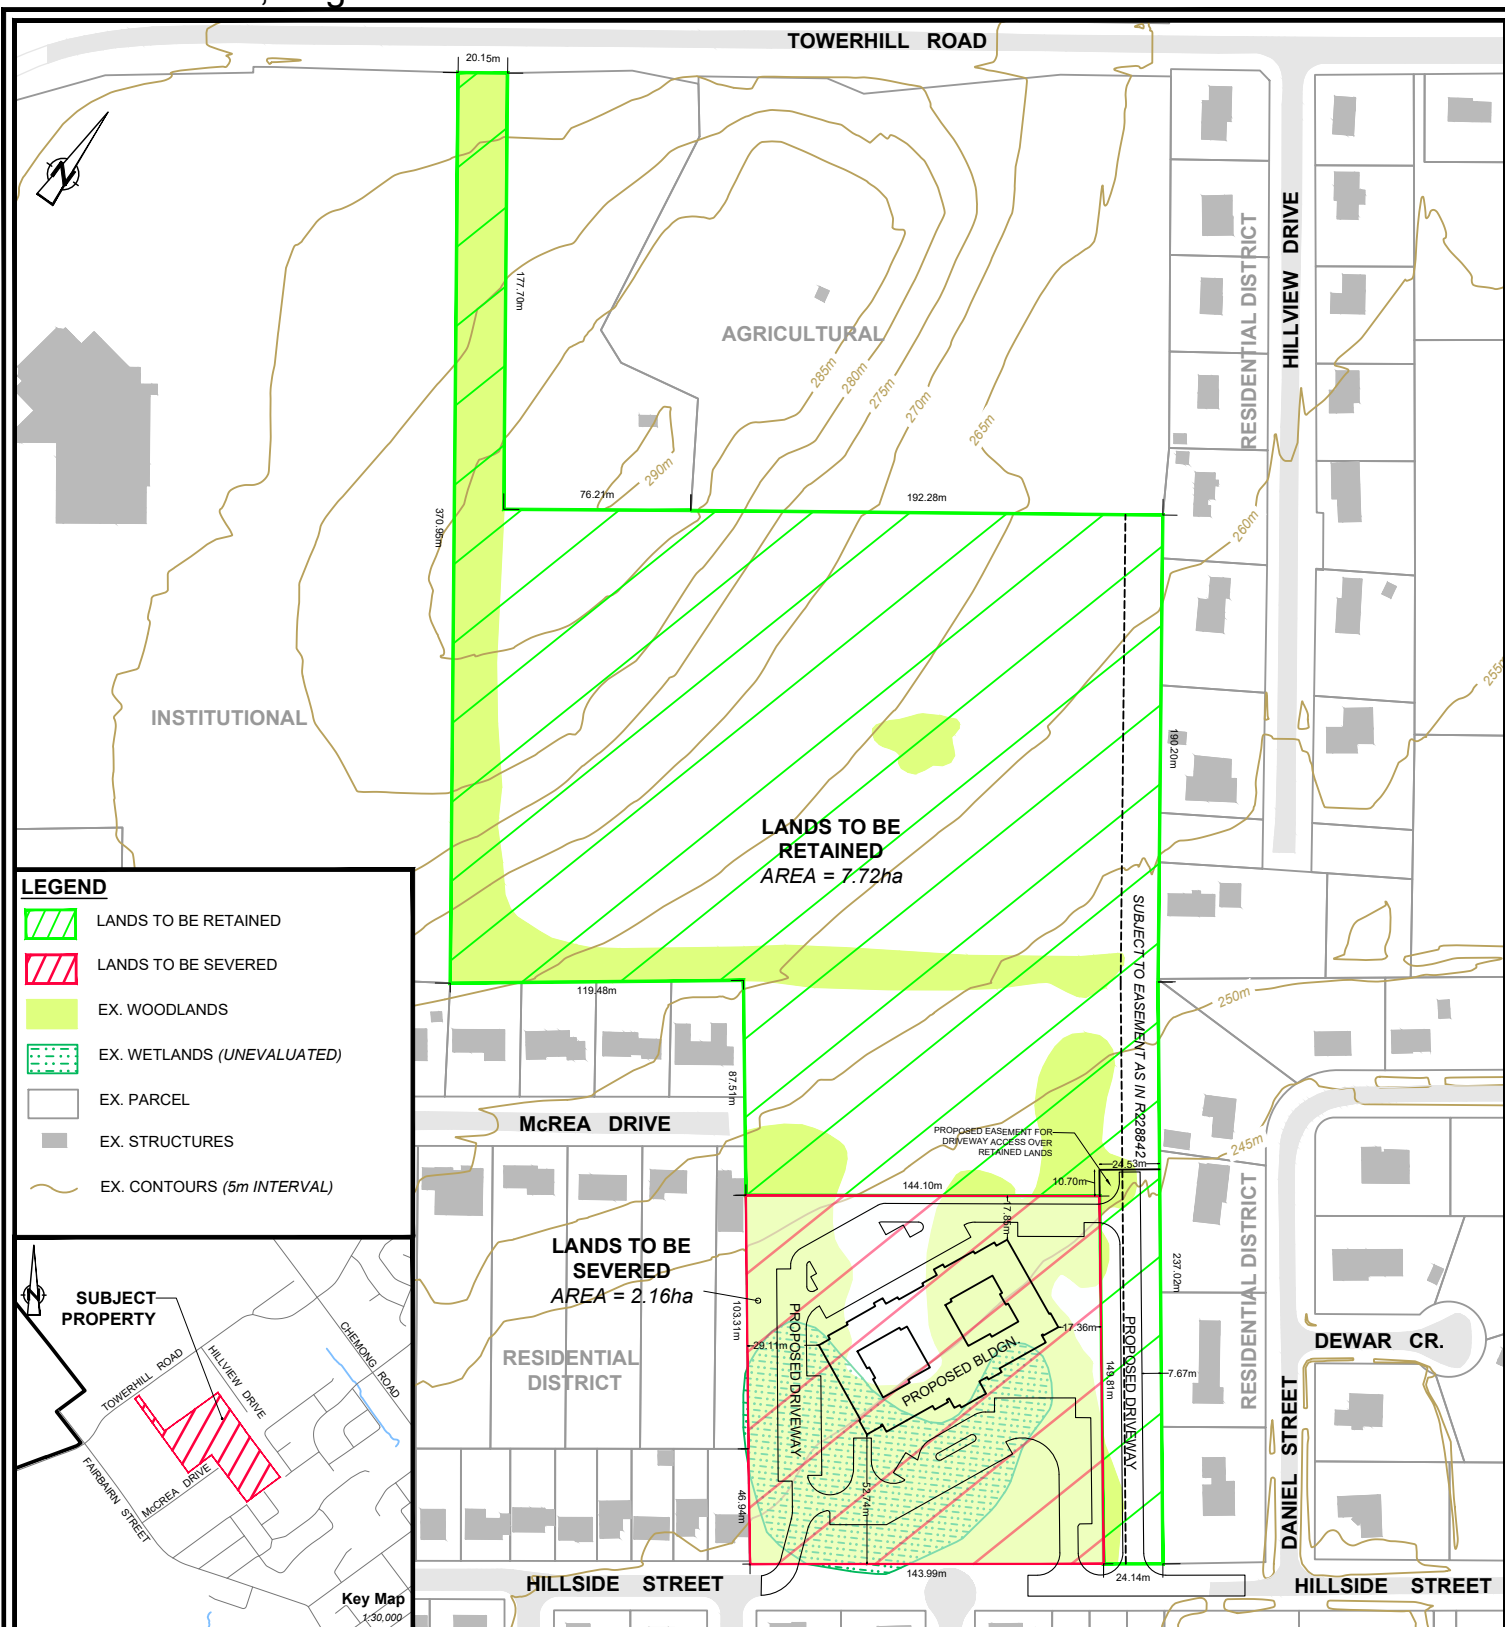 TOWERHILL ROAD
20.15m
N
177.70m
HILLVIEW DRIVE
RESIDENTIAL DISTRICT
AGRICULTURAL
285m
280m
275m
270m
265m
290m
76.21m
192.28m
370.95m
260m
255m
INSTITUTIONAL
190.20m
LANDS TO BE
RETAINED
AREA = 7.72ha
SUBJECT TO EASEMENT AS IN R228842
LEGEND
LANDS TO BE RETAINED
LANDS TO BE SEVERED
EX. WOODLANDS
EX. WETLANDS (UNEVALUATED)
EX. PARCEL
EX. STRUCTURES
EX. CONTOURS (5m INTERVAL)
119.48m
250m
87.51m
McREA DRIVE
PROPOSED EASEMENT FOR
DRIVEWAY ACCESS OVER
RETAINED LANDS
245m
24.53m
10.70m
144.10m
17.85m
LANDS TO BE
SEVERED
AREA = 2.16ha
103.31m
237.02m
RESIDENTIAL DISTRICT
29.11m
17.36m
PROPOSED DRIVEWAY
PROPOSED BLDGN.
PROPOSED DRIVEWAY
149.81m
7.67m
DEWAR CR.
RESIDENTIAL
DISTRICT
DANIEL STREET
46.94m
52.74m
HILLSIDE STREET
143.99m
24.14m
HILLSIDE STREET
N
SUBJECT
PROPERTY
TOWERHILL ROAD
HILLVIEW DRIVE
CHEMONG ROAD
McCREA DRIVE
FAIRBAIRN STREET
Key Map
1:30,000